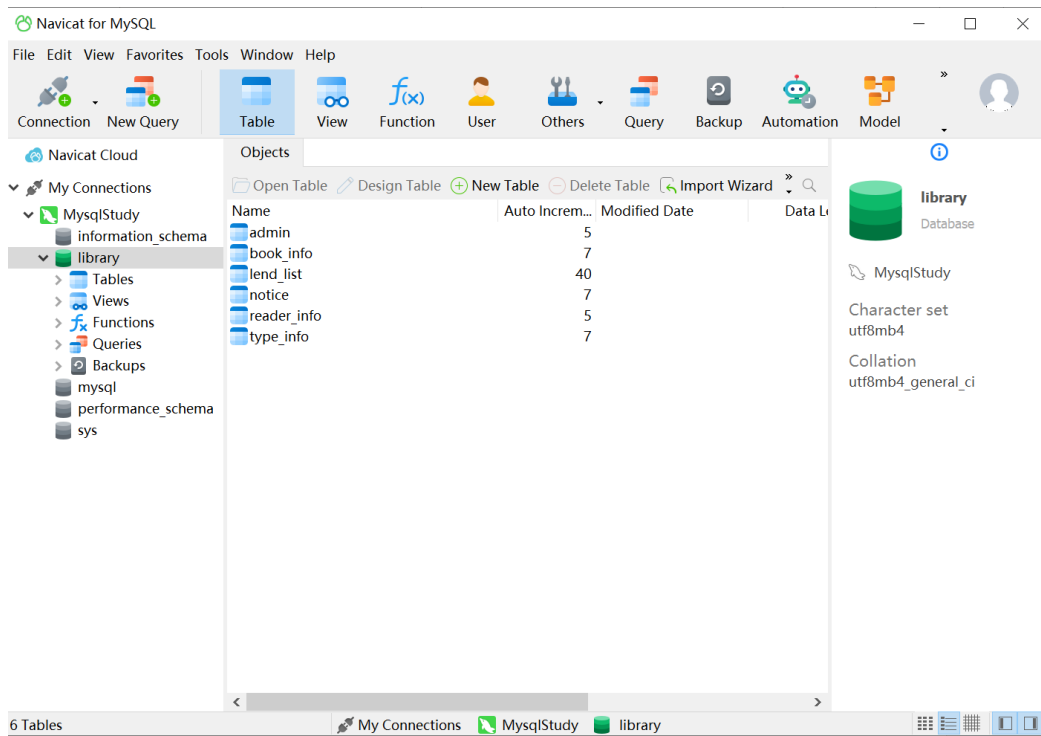 Navicat for MySQL
File Edit View Favorites Tools Window Help
Connection New Query Table View Function User Others Query Backup Automation Model
Navicat Cloud
My Connections
MysqlStudy
information_schema
library
Tables
Views
Functions
Queries
Backups
mysql
performance_schema
sys
Objects
Open Table Design Table New Table Delete Table Import Wizard
Name Auto Increm... Modified Date Data L
admin 5
book_info 7
lend_list 40
notice 7
reader_info 5
type_info 7
library
Database
MysqlStudy
Character set
utf8mb4
Collation
utf8mb4_general_ci
6 Tables My Connections MysqlStudy library